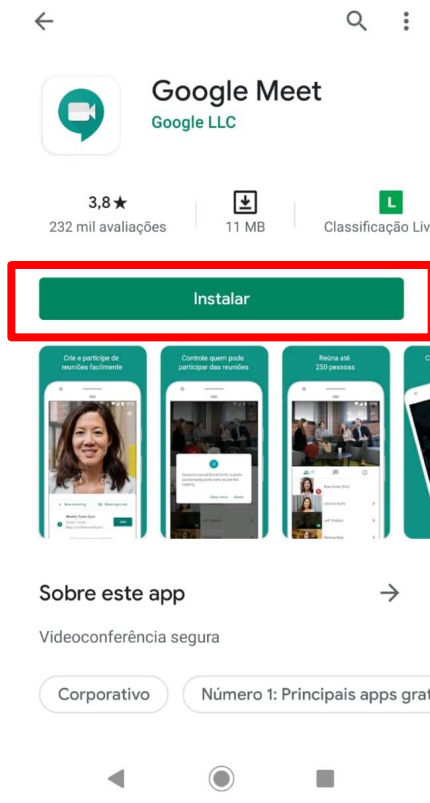 Google Meet
Google LLC
3,8★
232 mil avaliações
11 MB
L
Classificação Liv
Instalar
Crie e participe de
reuniões facilmente
Controle quem pode
participar das reuniões
Reúna até
250 pessoas
C
Sobre este app
Videoconferência segura
Corporativo
Número 1: Principais apps grat